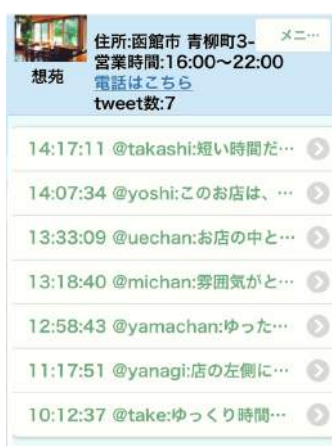 住所:函館市 青柳町3-
メニ…
営業時間:16:00〜22:00
想苑
電話はこちら
tweet数:7
14:17:11 @takashi:短い時間だ…
14:07:34 @yoshi:このお店は、…
13:33:09 @uechan:お店の中と…
13:18:40 @michan:雰囲気がと…
12:58:43 @yamachan:ゆった…
11:17:51 @yanagi:店の左側に…
10:12:37 @take:ゆっくり時間…